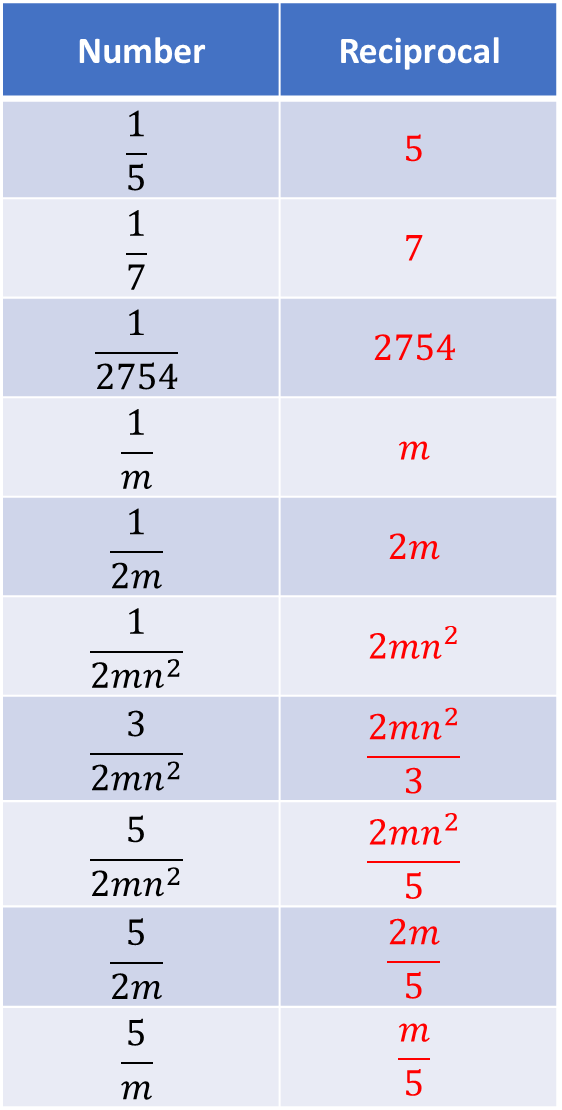 Number Reciprocal
1/5 5
1/7 7
1/2754 2754
1/m m
1/2m 2m
1/2mn² 2mn²
3/2mn² 2mn²/3
5/2mn² 2mn²/5
5/2m 2m/5
5/m m/5